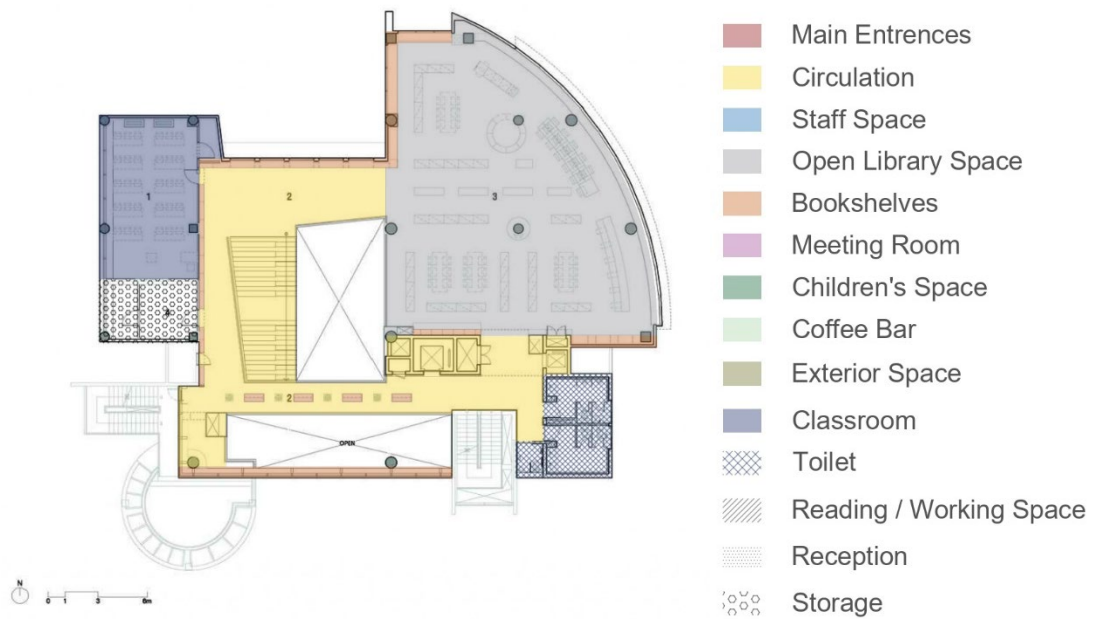 Main Entrences
Circulation
Staff Space
Open Library Space
Bookshelves
Meeting Room
Children's Space
Coffee Bar
Exterior Space
Classroom
Toilet
Reading / Working Space
Reception
Storage
1
2
3
2
OPEN
N
0 1 3 6m